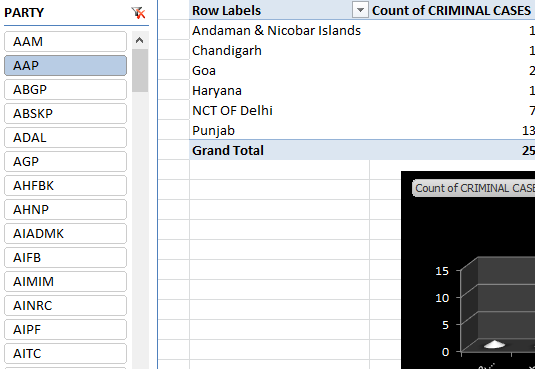 PARTY
AAM
AAP
ABGP
ABSKP
ADAL
AGP
AHFBK
AHNP
AIADMK
AIFB
AIMIM
AINRC
AIPF
AITC
Row Labels Count of CRIMINAL CASES
Andaman & Nicobar Islands 1
Chandigarh 1
Goa 2
Haryana 1
NCT OF Delhi 7
Punjab 13
Grand Total 25
Count of CRIMINAL CASE
15
10
5
0